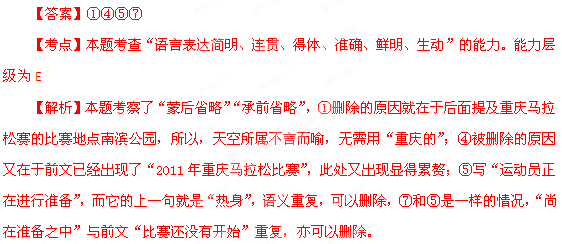 【答案】①④⑤⑦
【考点】本题考查“语言表达简明、连贯、得体、准确、鲜明、生动”的能力。能力层
级为 E
【解析】本题考察了“蒙后省略”“承前省略”，①删除的原因就在于后面提及重庆马拉
松赛的比赛地点南滨公园，所以，天空所属不言而喻，无需用“重庆的”；④被删除的原因
又在于前文已经出现了“2011 年重庆马拉松比赛”，此处又出现显得累赘；⑤写“运动员正
在进行准备”，而它的上一句就是“热身”，语义重复，可以删除，⑦和⑤是一样的情况，“尚
在准备之中”与前文“比赛还没有开始”重复，亦可以删除。